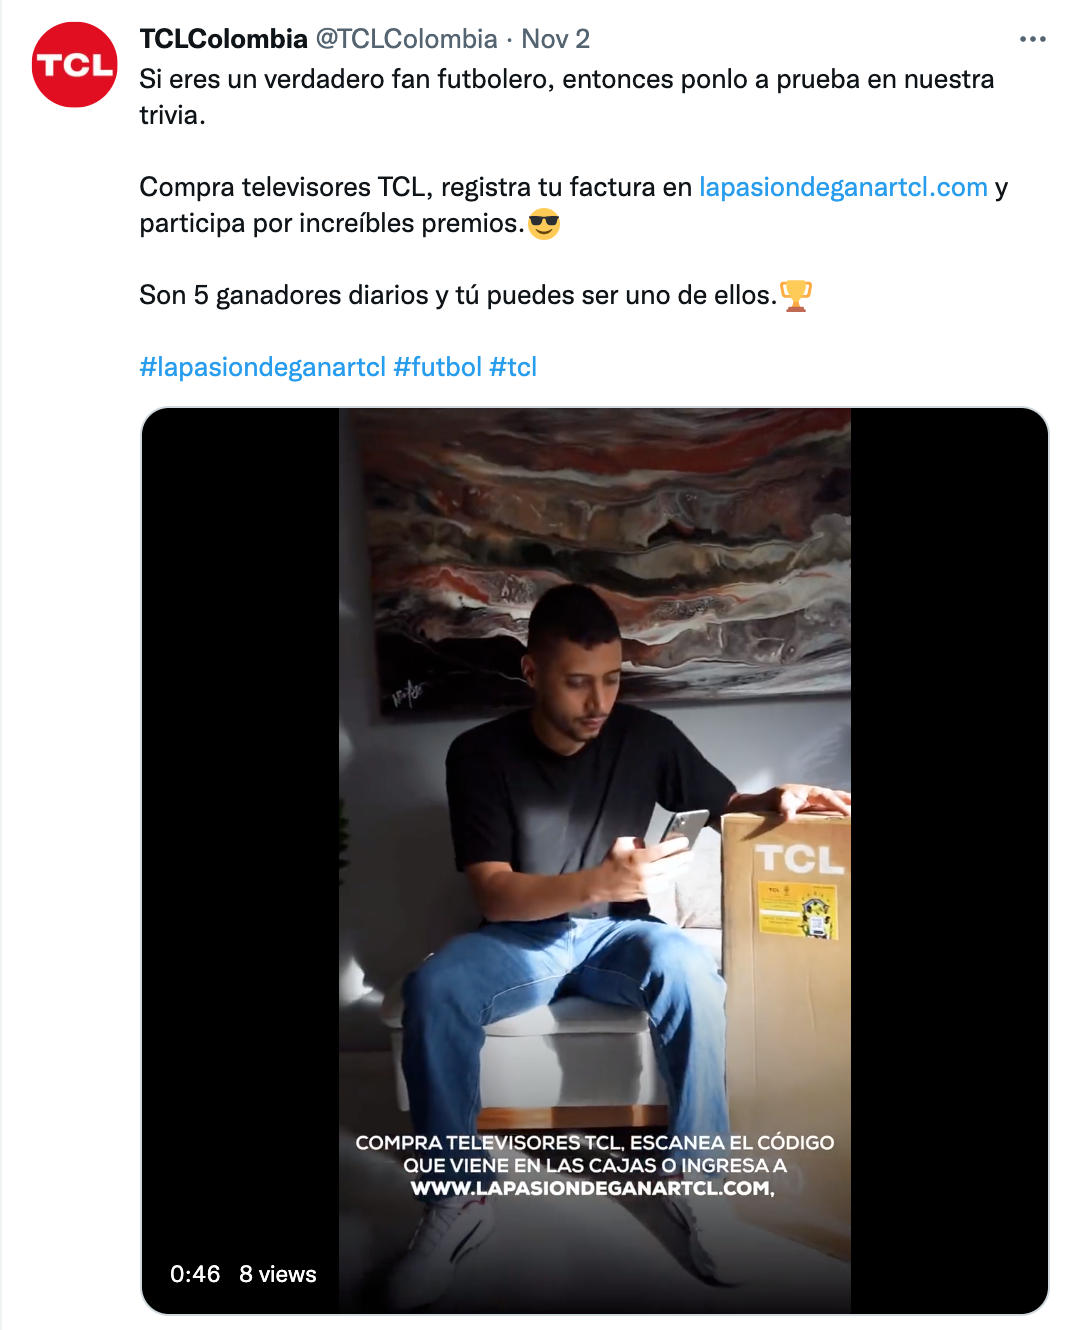 TCL
TCLColombia @TCLColombia · Nov 2
Si eres un verdadero fan futbolero, entonces ponlo a prueba en nuestra
trivia.
Compra televisores TCL, registra tu factura en lapasiondeganartcl.com y
participa por increíbles premios.😎
Son 5 ganadores diarios y tú puedes ser uno de ellos.🏆
#lapasiondeganartcl #futbol #tcl
TCL
TCL
COMPRA TELEVISORES TCL, ESCANEA EL CÓDIGO
QUE VIENE EN LAS CAJAS O INGRESA A
WWW.LAPASIONDEGANARTCL.COM,
0:46 8 views